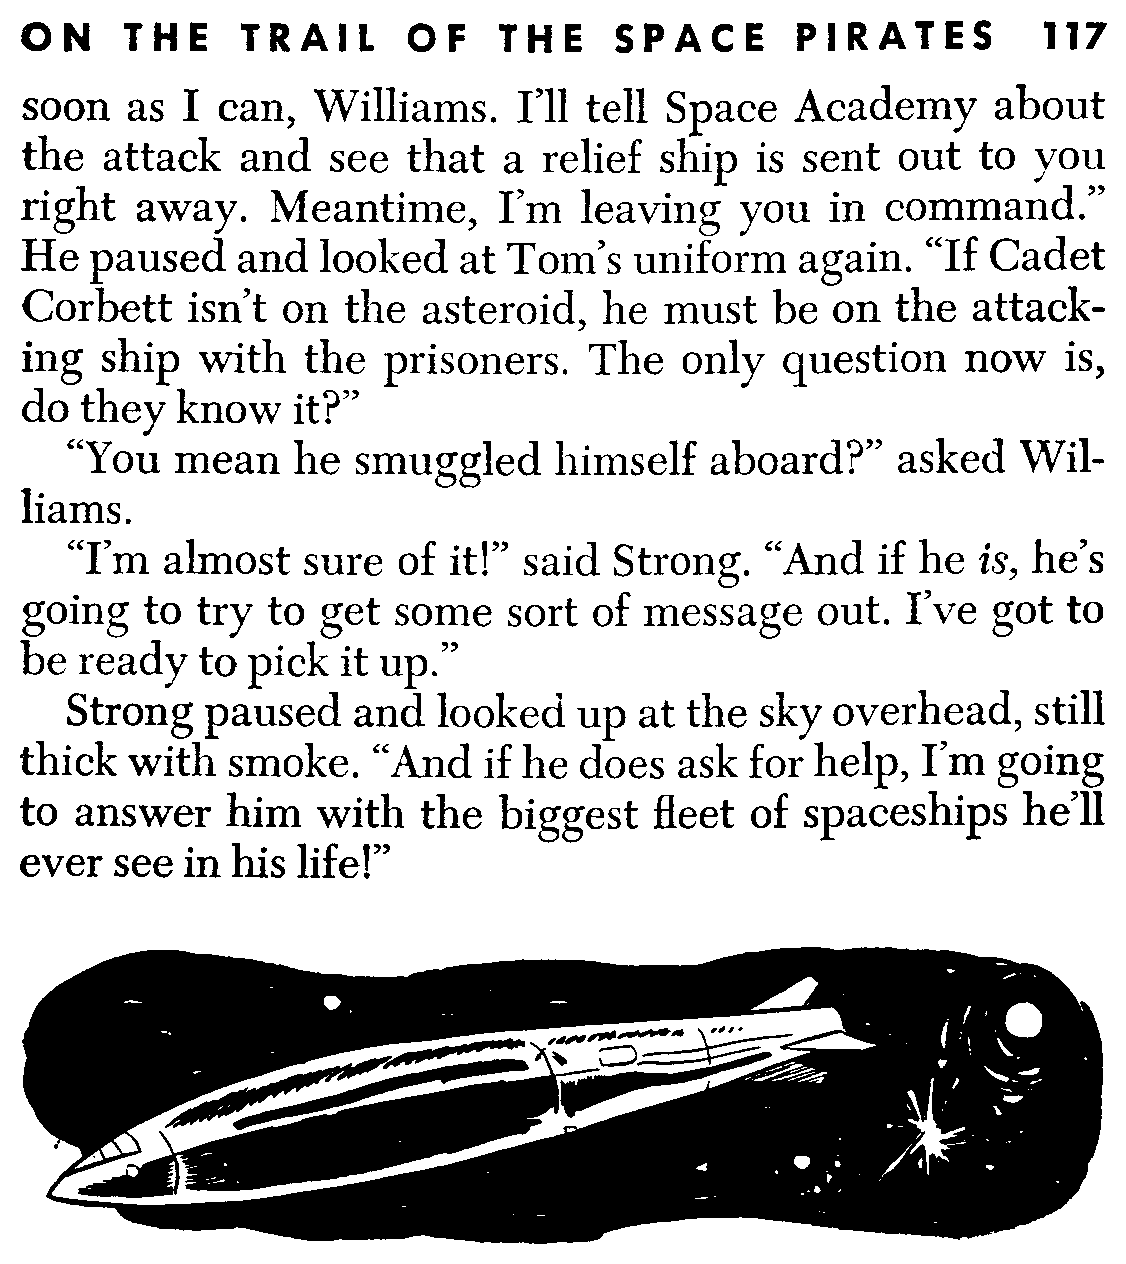 ON THE TRAIL OF THE SPACE PIRATES 117
soon as I can, Williams. I’ll tell Space Academy about
the attack and see that a relief ship is sent out to you
right away. Meantime, I’m leaving you in command.”
He paused and looked at Tom’s uniform again. “If Cadet
Corbett isn’t on the asteroid, he must be on the attack-
ing ship with the prisoners. The only question now is,
do they know it?”
“You mean he smuggled himself aboard?” asked Wil-
liams.
“I’m almost sure of it!” said Strong. “And if he is, he’s
going to try to get some sort of message out. I’ve got to
be ready to pick it up.”
Strong paused and looked up at the sky overhead, still
thick with smoke. “And if he does ask for help, I’m going
to answer him with the biggest fleet of spaceships he’ll
ever see in his life!”